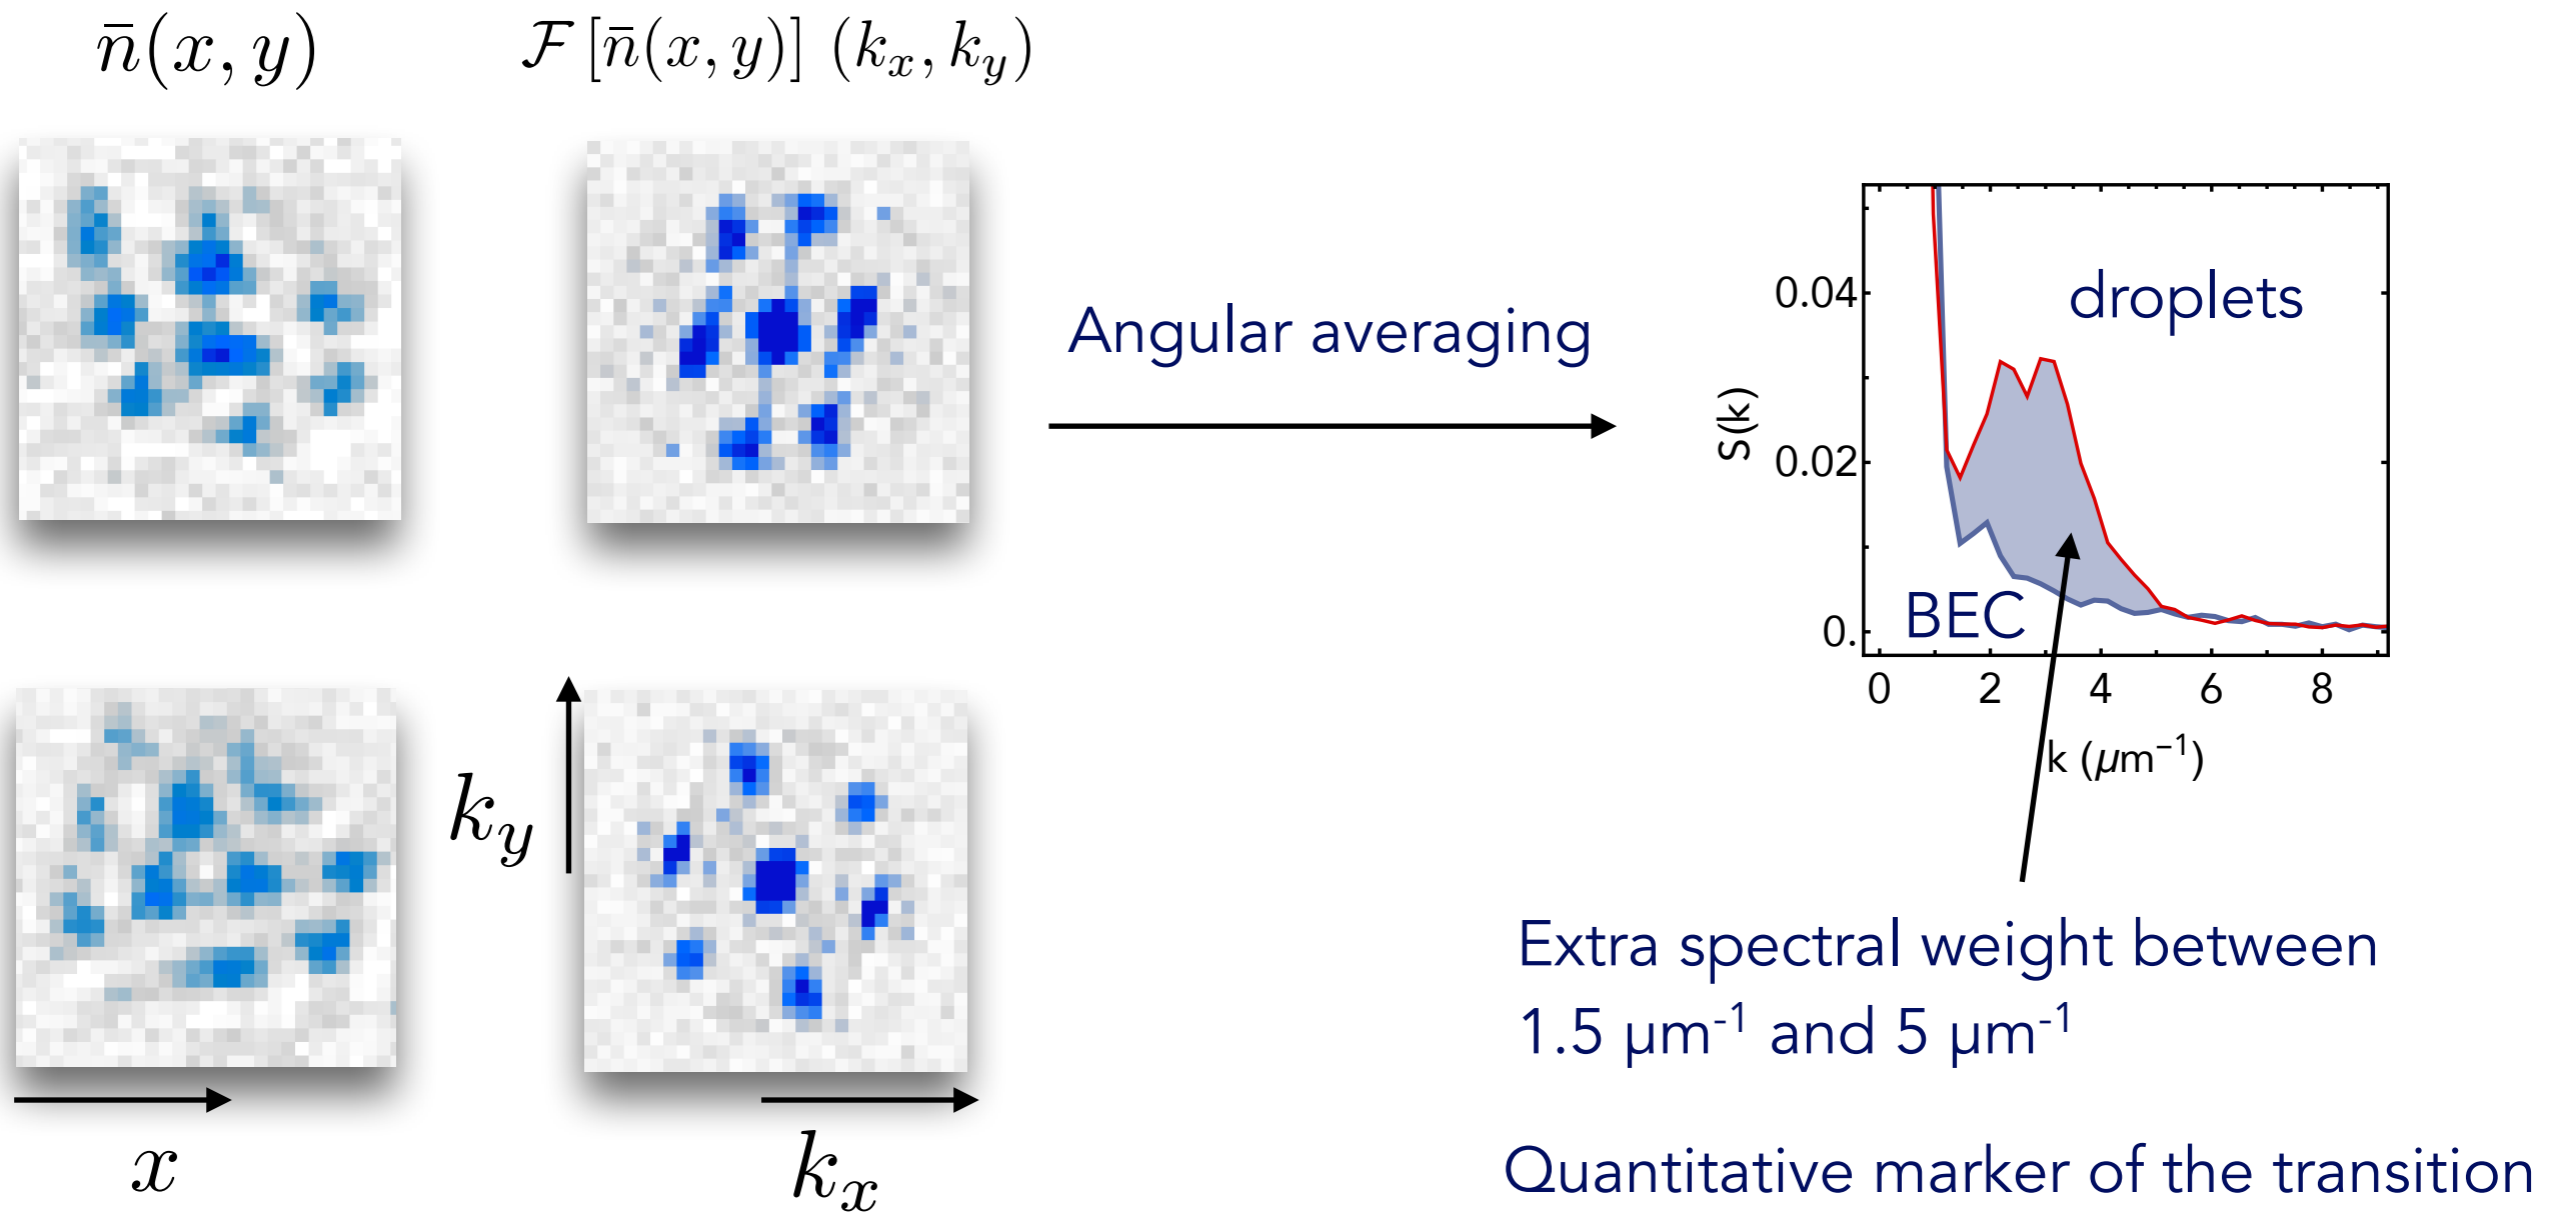 n̄(x, y)
ℱ [n̄(x, y)] (kₓ, k_y)
Angular averaging
droplets
BEC
S(k)
0.04
0.02
0.
0 2 4 6 8
k (μm⁻¹)
k_y
x
kₓ
Extra spectral weight between
1.5 μm⁻¹ and 5 μm⁻¹
Quantitative marker of the transition